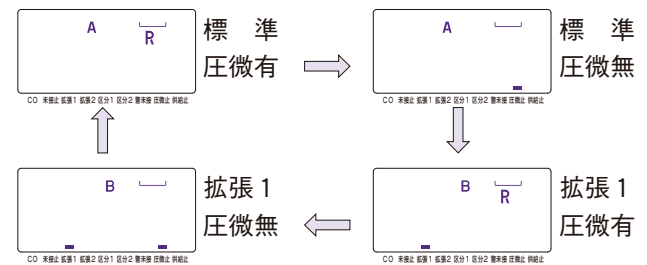 A
R
標 準
圧微有
CO 未接止 拡張1 拡張2 区分1 区分2 警未接 圧微止 供給止
A
標 準
圧微無
CO 未接止 拡張1 拡張2 区分1 区分2 警未接 圧微止 供給止
B
拡張1
圧微無
CO 未接止 拡張1 拡張2 区分1 区分2 警未接 圧微止 供給止
B
R
拡張1
圧微有
CO 未接止 拡張1 拡張2 区分1 区分2 警未接 圧微止 供給止